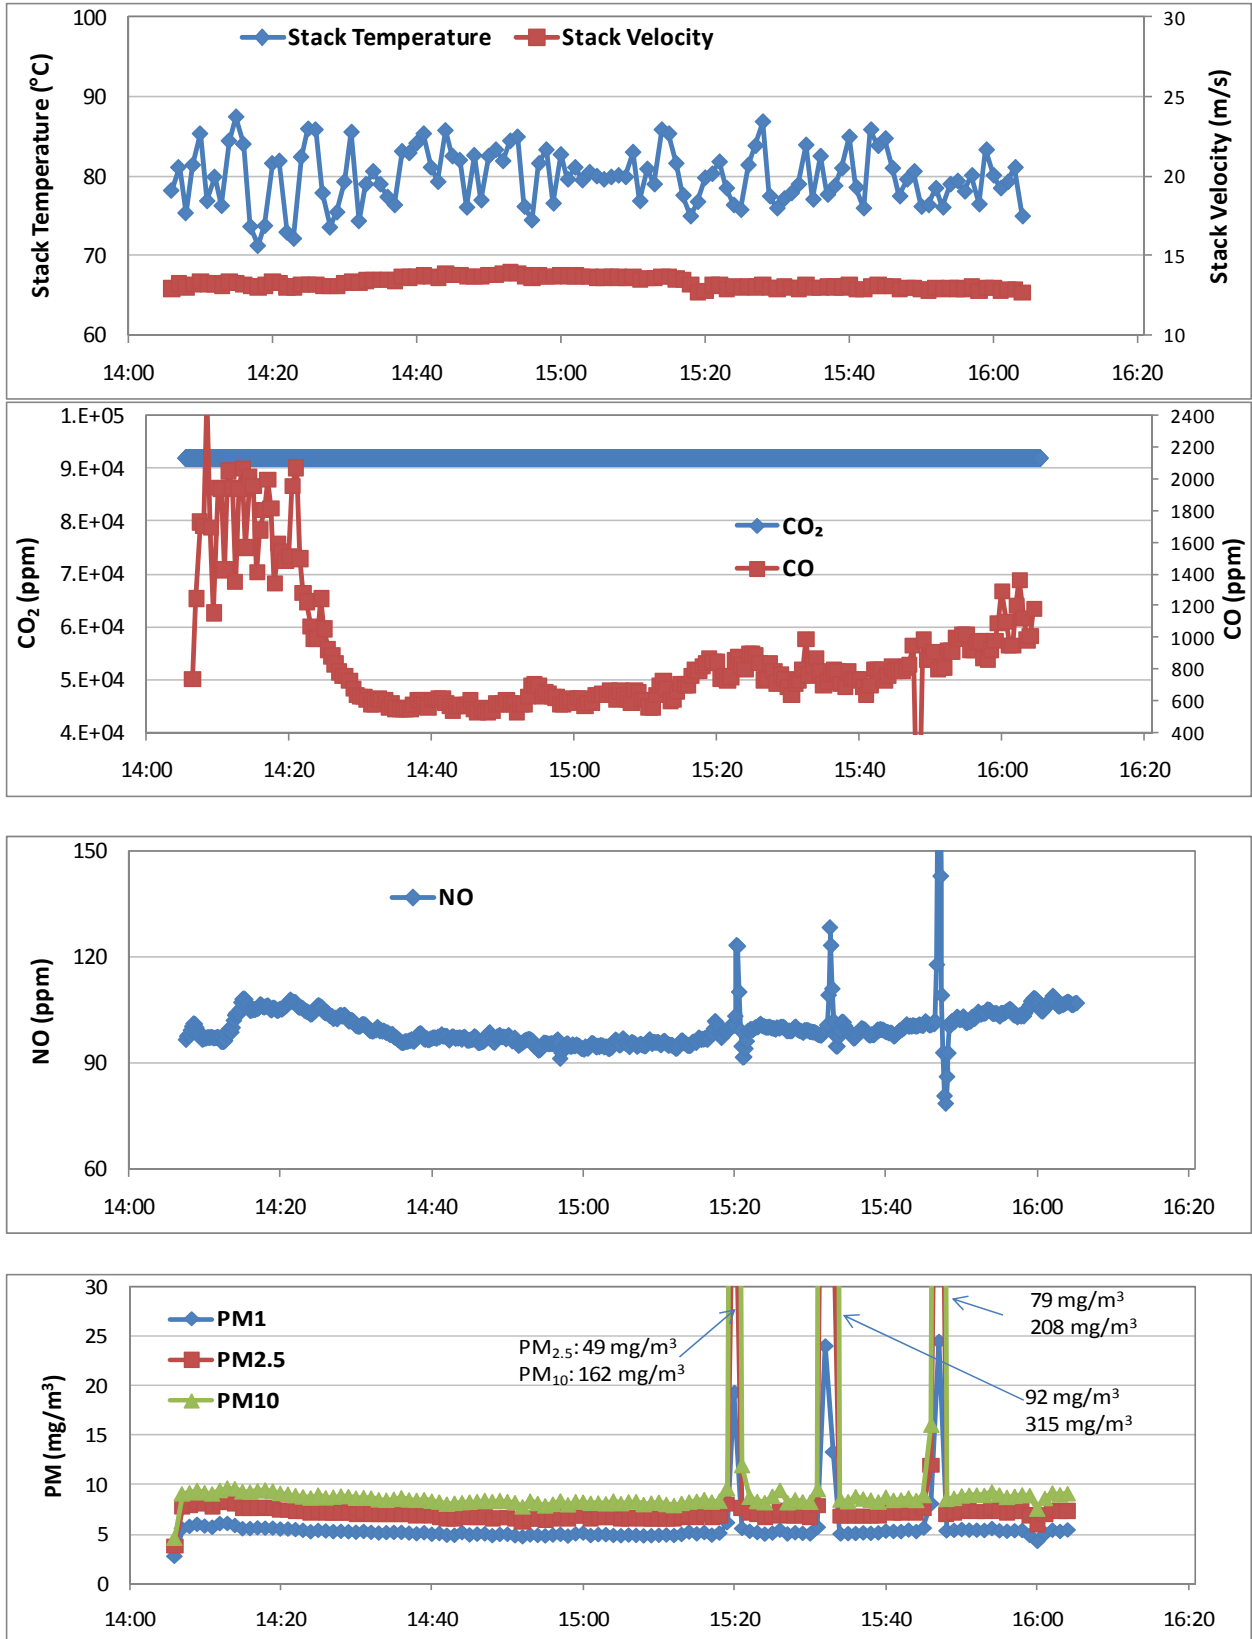 Stack Temperature Stack Velocity
Stack Temperature (°C)
100
90
80
70
60
Stack Velocity (m/s)
30
25
20
15
10
14:00 14:20 14:40 15:00 15:20 15:40 16:00 16:20
CO₂ (ppm)
1.E+05
9.E+04
8.E+04
7.E+04
6.E+04
5.E+04
4.E+04
CO₂
CO
CO (ppm)
2400
2200
2000
1800
1600
1400
1200
1000
800
600
400
14:00 14:20 14:40 15:00 15:20 15:40 16:00 16:20
NO (ppm)
150
120
90
60
NO
14:00 14:20 14:40 15:00 15:20 15:40 16:00 16:20
PM (mg/m³)
30
25
20
15
10
5
0
PM1
PM2.5
PM10
PM₂.₅: 49 mg/m³
PM₁₀: 162 mg/m³
79 mg/m³
208 mg/m³
92 mg/m³
315 mg/m³
14:00 14:20 14:40 15:00 15:20 15:40 16:00 16:20